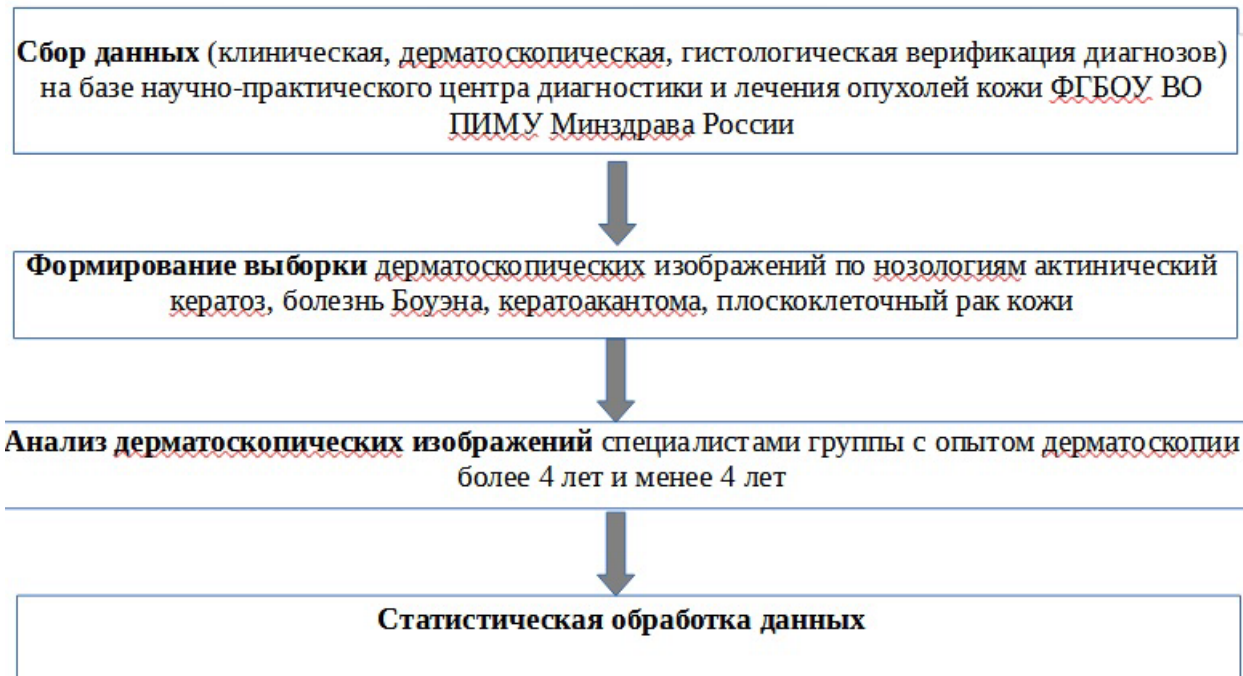 Сбор данных (клиническая, дерматоскопическая, гистологическая верификация диагнозов)
на базе научно-практического центра диагностики и лечения опухолей кожи ФГБОУ ВО
ПИМУ Минздрава России
Формирование выборки дерматоскопических изображений по нозологиям актинический
кератоз, болезнь Боуэна, кератоакантома, плоскоклеточный рак кожи
Анализ дерматоскопических изображений специалистами группы с опытом дерматоскопии
более 4 лет и менее 4 лет
Статистическая обработка данных